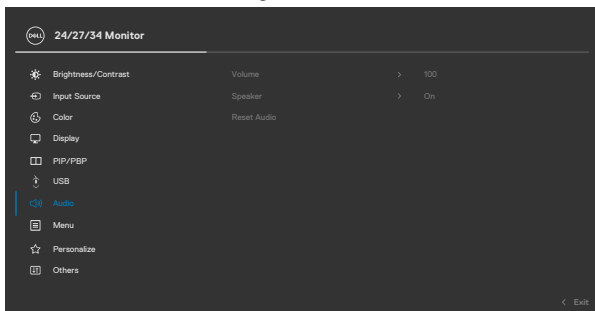 DELL 24/27/34 Monitor
Brightness/Contrast Volume > 100
Input Source Speaker > On
Color Reset Audio
Display
PIP/PBP
USB
Audio
Menu
Personalize
Others
< Exit